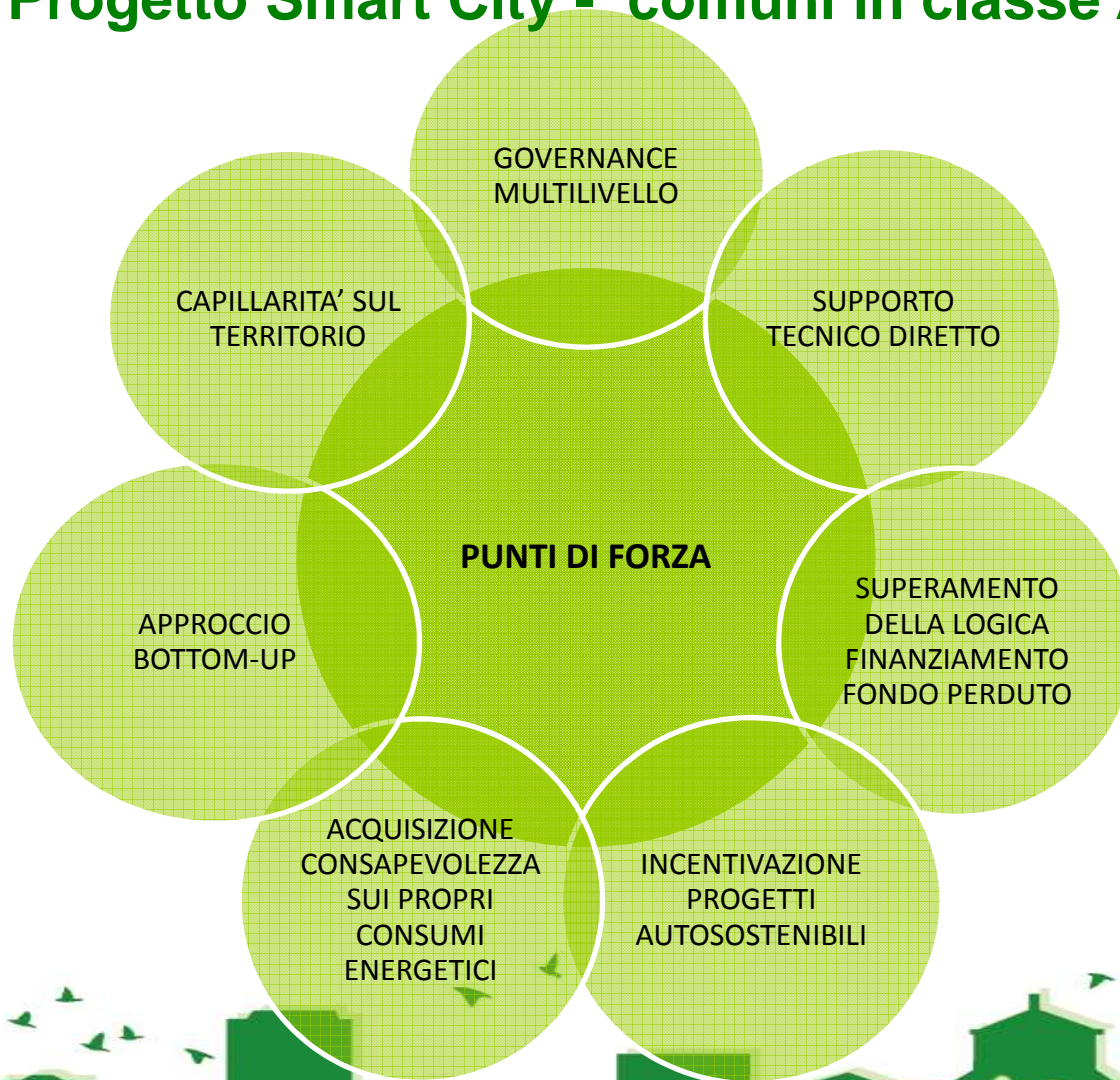 Progetto Smart City - comuni in classe
GOVERNANCE
MULTILIVELLO
SUPPORTO
TECNICO DIRETTO
SUPERAMENTO
DELLA LOGICA
FINANZIAMENTO
FONDO PERDUTO
INCENTIVAZIONE
PROGETTI
AUTOSOSTENIBILI
ACQUISIZIONE
CONSAPEVOLEZZA
SUI PROPRI
CONSUMI
ENERGETICI
APPROCCIO
BOTTOM-UP
CAPILLARITA’ SUL
TERRITORIO
PUNTI DI FORZA